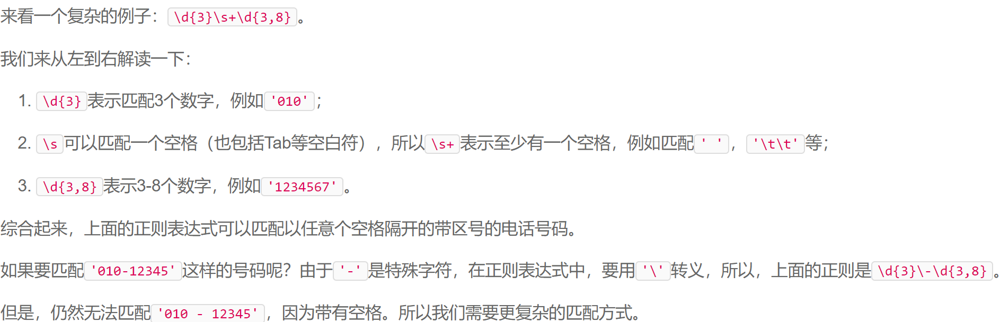 来看一个复杂的例子：\d{3}\s+\d{3,8}。
我们来从左到右解读一下：
1. \d{3}表示匹配3个数字，例如'010'；
2. \s可以匹配一个空格（也包括Tab等空白符），所以\s+表示至少有一个空格，例如匹配' '，'\t\t'等；
3. \d{3,8}表示3-8个数字，例如'1234567'。
综合起来，上面的正则表达式可以匹配以任意个空格隔开的带区号的电话号码。
如果要匹配'010-12345'这样的号码呢？由于'-'是特殊字符，在正则表达式中，要用'\'转义，所以，上面的正则是\d{3}\-\d{3,8}。
但是，仍然无法匹配'010 - 12345'，因为带有空格。所以我们需要更复杂的匹配方式。